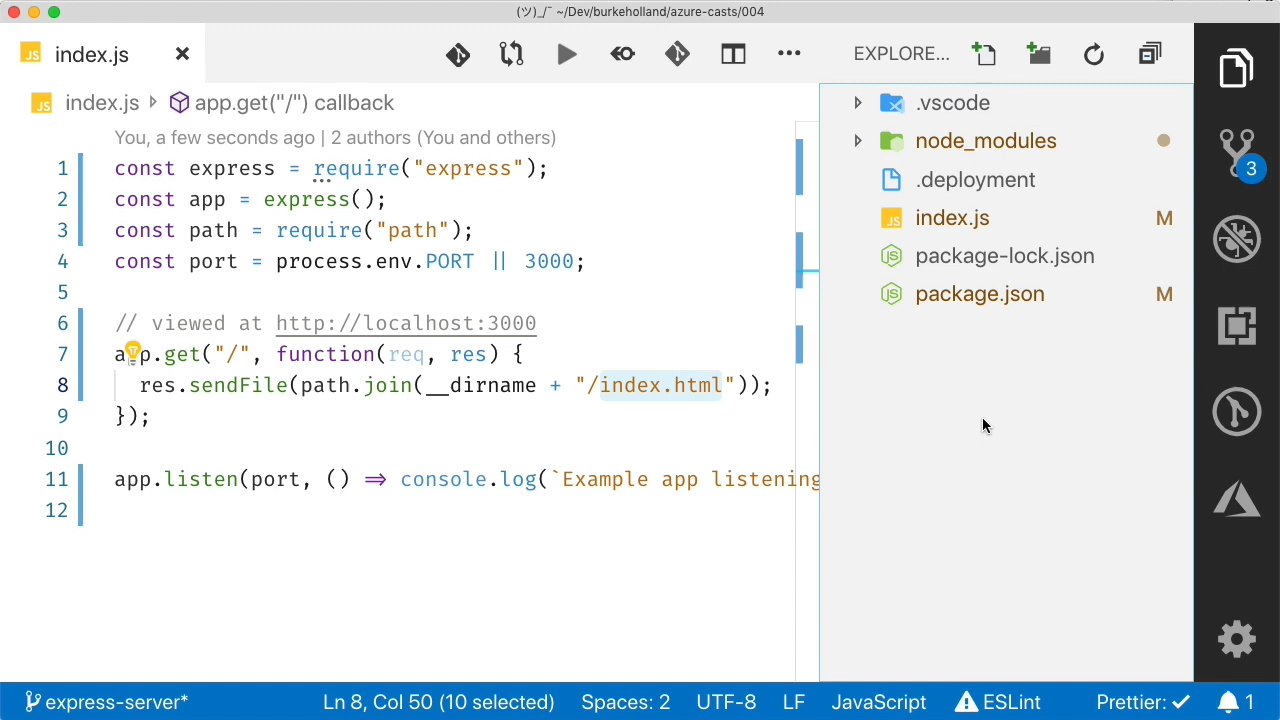 (ツ)_/¯ ~/Dev/burkeholland/azure-casts/004
JS index.js
EXPLORE...
JS index.js app.get("/") callback
You, a few seconds ago | 2 authors (You and others)
1 const express = require("express");
2 const app = express();
3 const path = require("path");
4 const port = process.env.PORT || 3000;
5
6 // viewed at http://localhost:3000
7 app.get("/", function(req, res) {
8 res.sendFile(path.join(__dirname + "/index.html"));
9 });
10
11 app.listen(port, () => console.log(`Example app listening
12
.vscode
node_modules
.deployment
JS index.js M
JS package-lock.json
JS package.json M
3
express-server* Ln 8, Col 50 (10 selected) Spaces: 2 UTF-8 LF JavaScript ESLint Prettier: ✓ 1